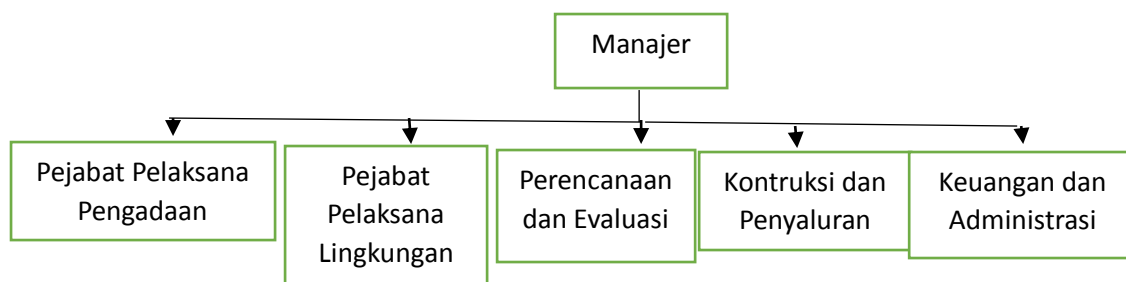 Manajer
Pejabat Pelaksana
Pengadaan
Pejabat
Pelaksana
Lingkungan
Perencanaan
dan Evaluasi
Kontruksi dan
Penyaluran
Keuangan dan
Administrasi